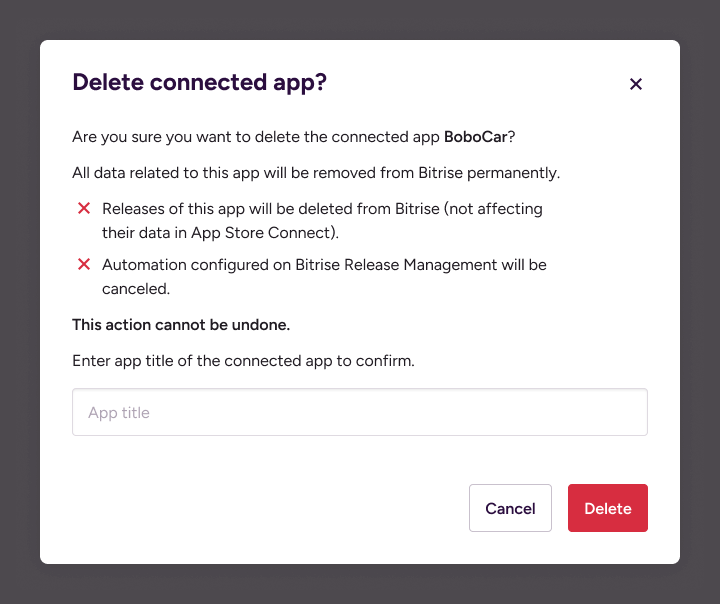 Delete connected app?
Are you sure you want to delete the connected app BoboCar?
All data related to this app will be removed from Bitrise permanently.
Releases of this app will be deleted from Bitrise (not affecting
their data in App Store Connect).
Automation configured on Bitrise Release Management will be
canceled.
This action cannot be undone.
Enter app title of the connected app to confirm.
App title
Cancel
Delete